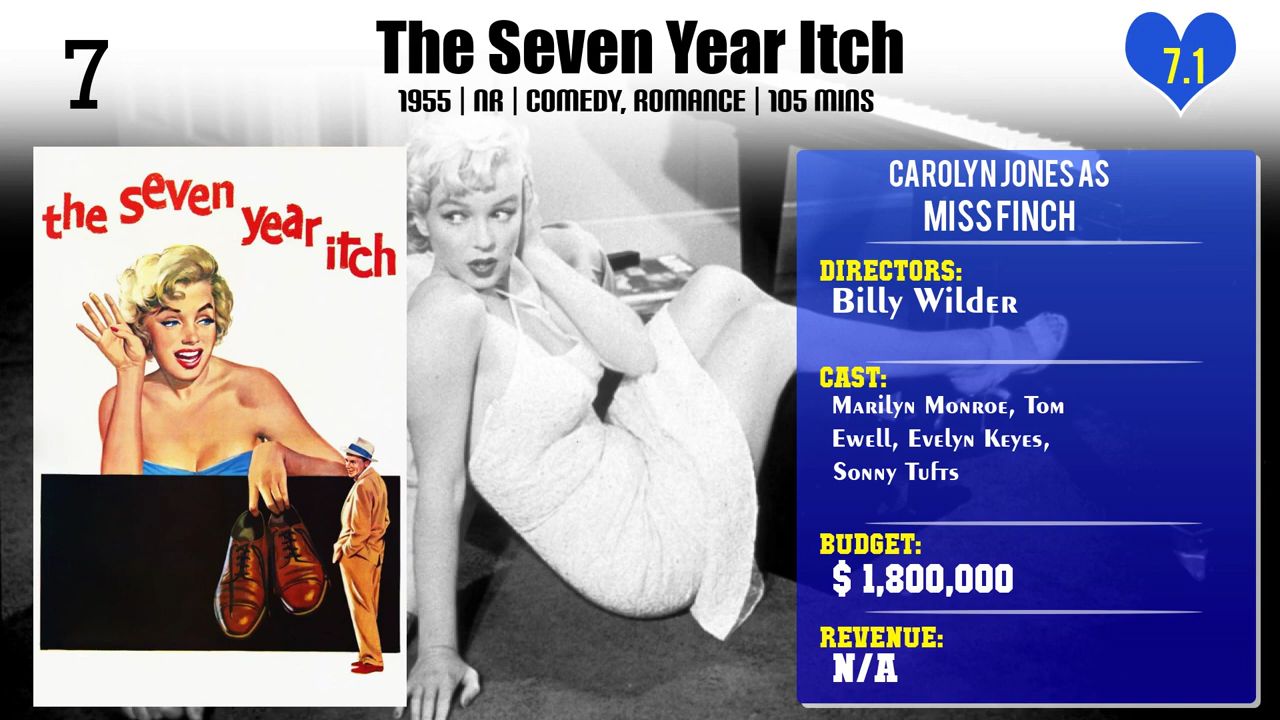 7
The Seven Year Itch
1955 | NR | COMEDY, ROMANCE | 105 MINS
7.1
the seven
year
itch
CAROLYN JONES AS
MISS FINCH
DIRECTORS:
Billy Wilder
CAST:
Marilyn Monroe, Tom
Ewell, Evelyn Keyes,
Sonny Tufts
BUDGET:
$ 1,800,000
REVENUE:
N/A